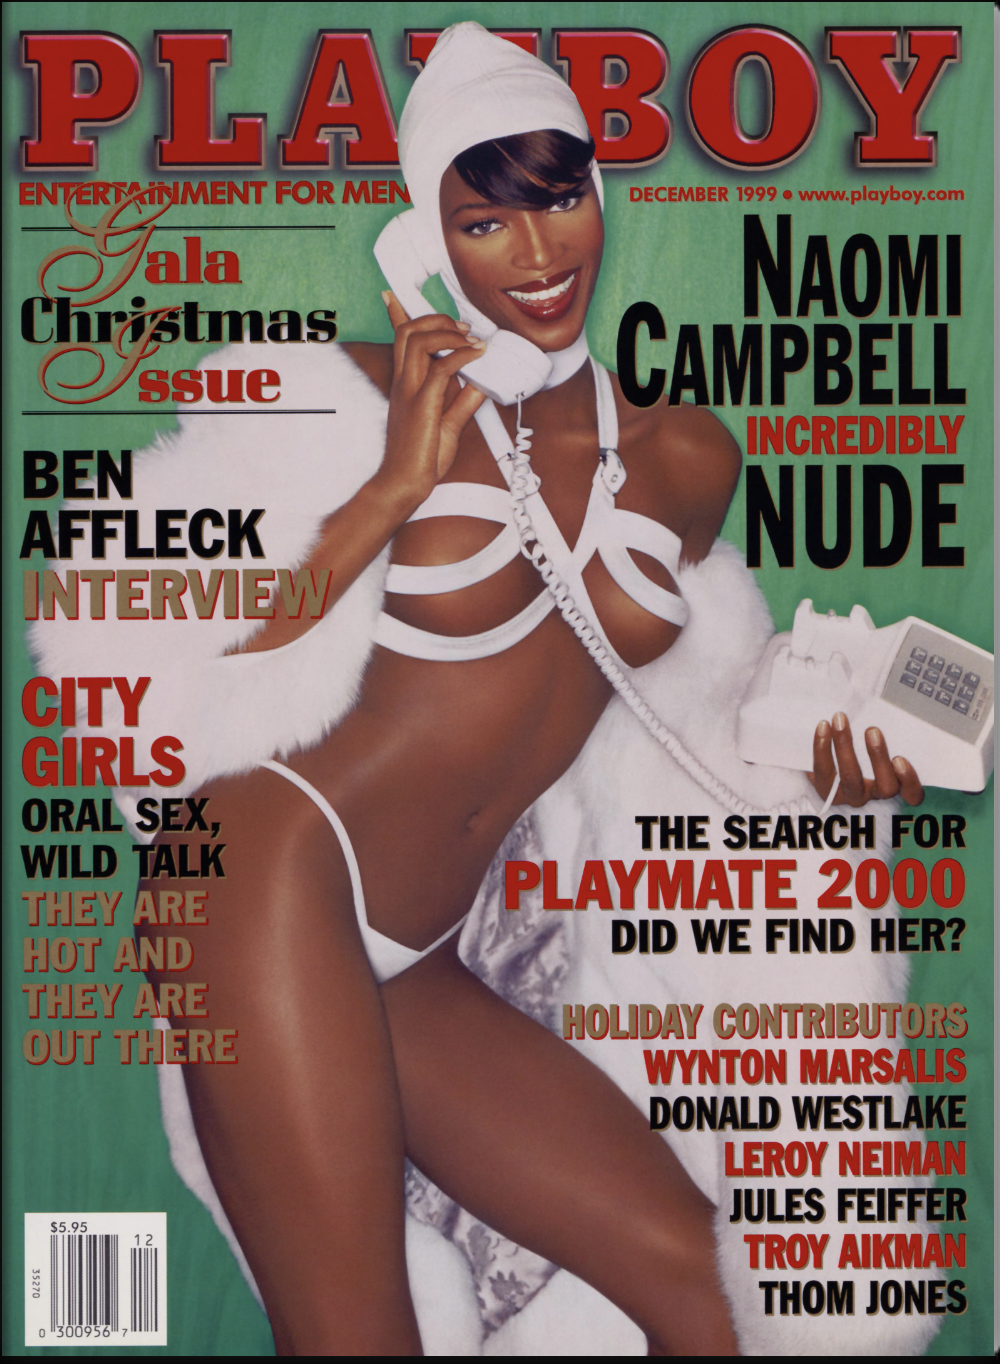 PLAYBOY
ENTERTAINMENT FOR MEN
DECEMBER 1999 • www.playboy.com
Gala
Christmas
Issue
NAOMI
CAMPBELL
INCREDIBLY
NUDE
BEN
AFFLECK
INTERVIEW
CITY
GIRLS
ORAL SEX,
WILD TALK
THEY ARE
HOT AND
THEY ARE
OUT THERE
THE SEARCH FOR
PLAYMATE 2000
DID WE FIND HER?
HOLIDAY CONTRIBUTORS
WYNTON MARSALIS
DONALD WESTLAKE
LEROY NEIMAN
JULES FEIFFER
TROY AIKMAN
THOM JONES
$5.95
12
35270
0 300956 7